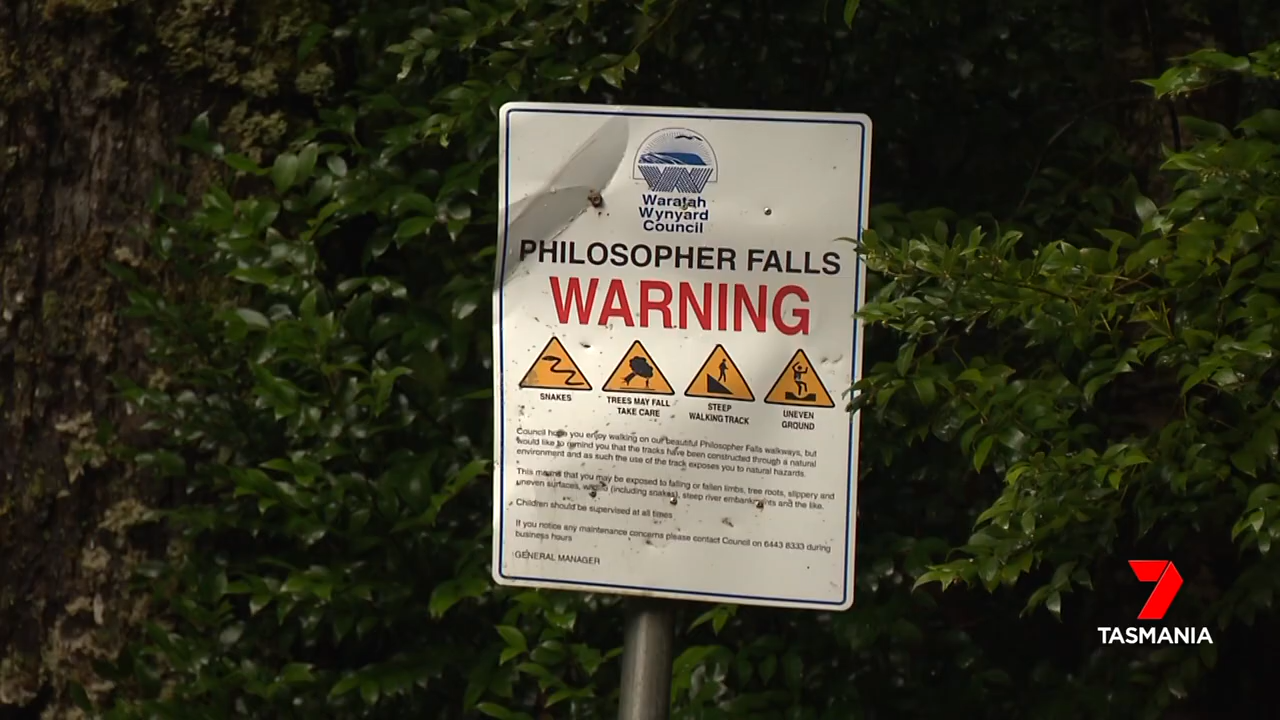 Waratah
Wynyard
Council
PHILOSOPHER FALLS
WARNING
SNAKES
TREES MAY FALL
TAKE CARE
STEEP
WALKING TRACK
UNEVEN
GROUND
Council hope you enjoy walking on our beautiful Philosopher Falls walkways, but
would like to remind you that the tracks have been constructed through a natural
environment and as such the use of the track exposes you to natural hazards.
This means that you may be exposed to falling or fallen limbs, tree roots, slippery and
uneven surfaces, (including snakes), steep river embankments and the like.
Children should be supervised at all times
If you notice any maintenance concerns please contact Council on 6443 8333 during
business hours
GENERAL MANAGER
7
TASMANIA